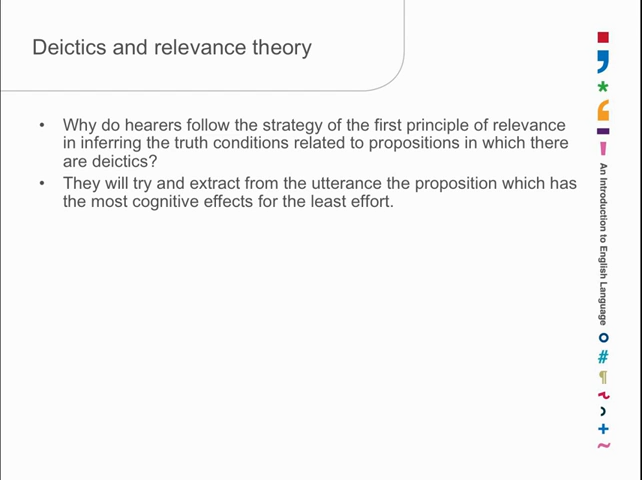 Deictics and relevance theory
• Why do hearers follow the strategy of the first principle of relevance
in inferring the truth conditions related to propositions in which there
are deictics?
• They will try and extract from the utterance the proposition which has
the most cognitive effects for the least effort.
An Introduction to English Language